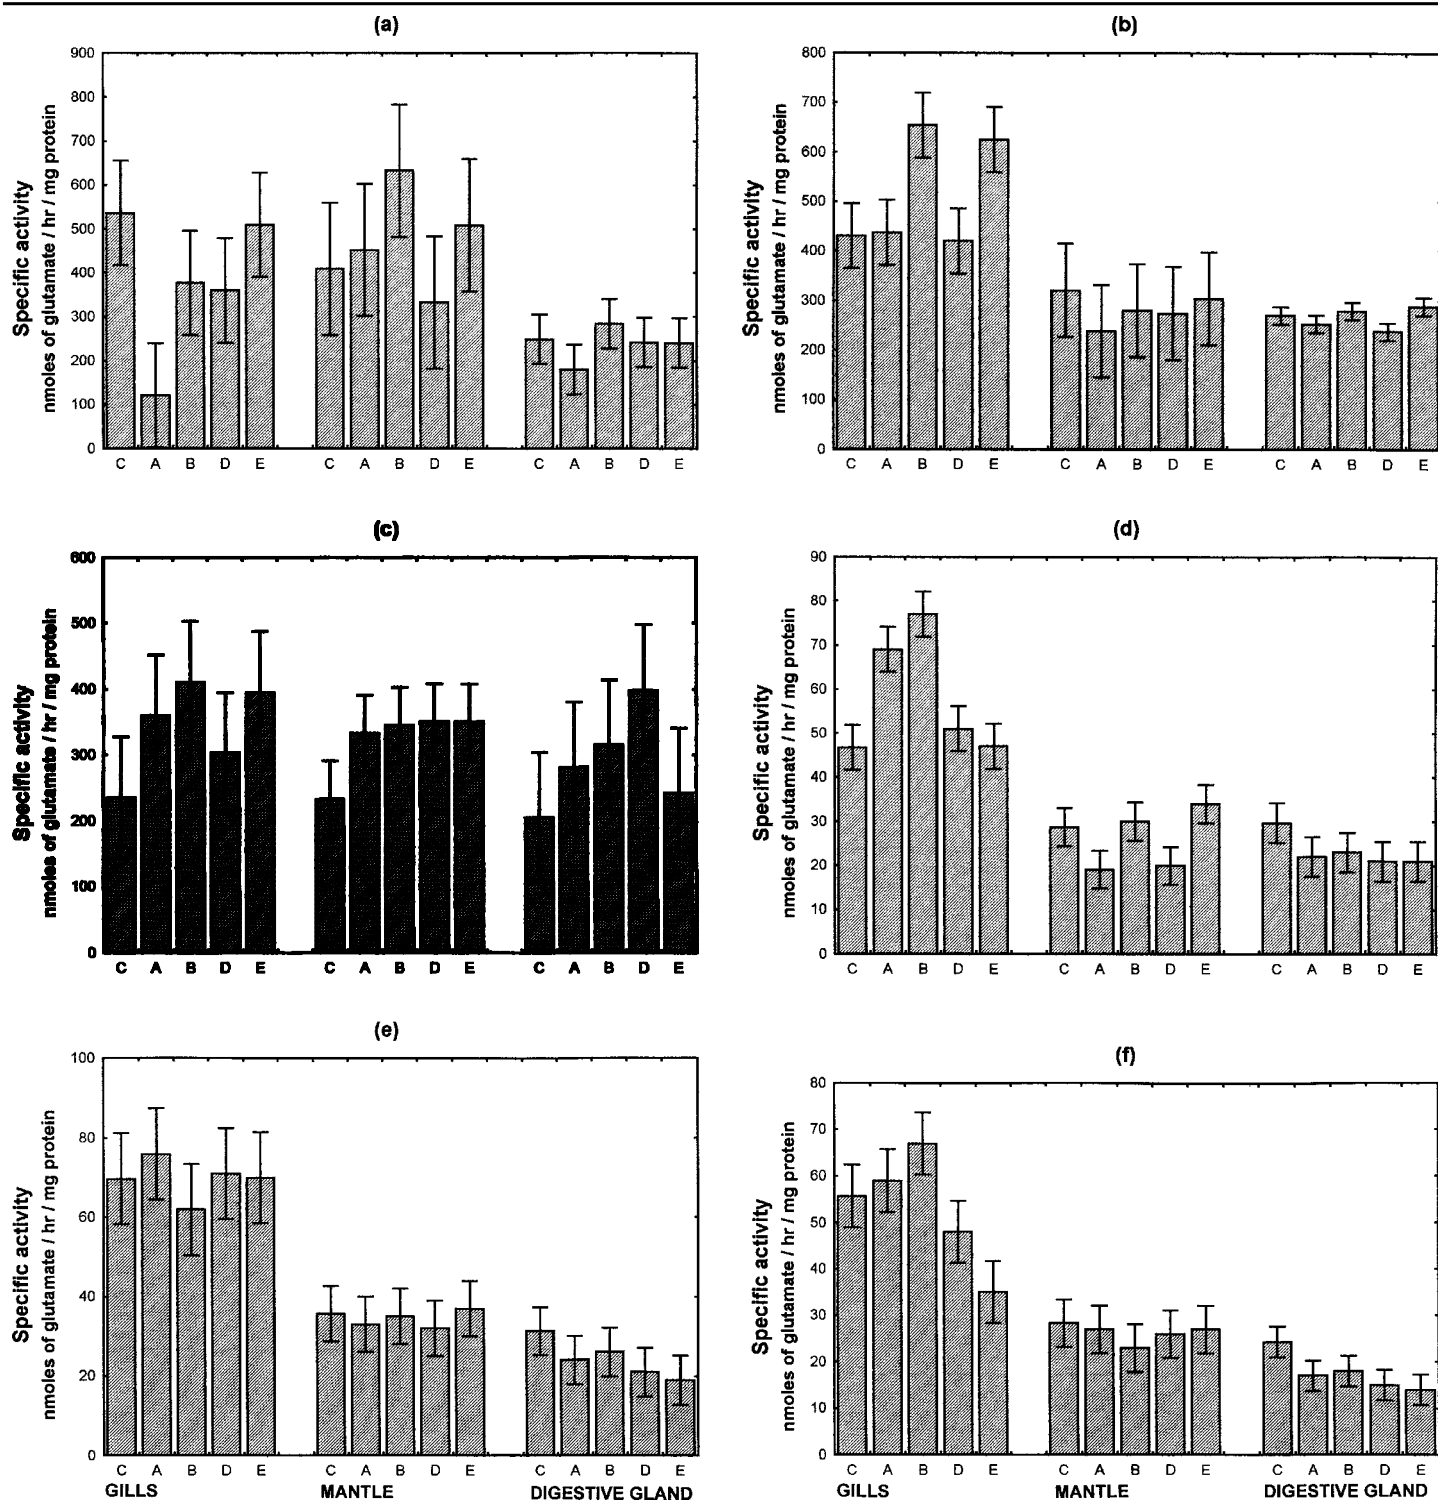 (a)
Specific activity
nmoles of glutamate / hr / mg protein
900
800
700
600
500
400
300
200
100
0
C A B D E C A B D E C A B D E
(b)
Specific activity
nmoles of glutamate / hr / mg protein
800
700
600
500
400
300
200
100
0
C A B D E C A B D E C A B D E
(c)
Specific activity
nmoles of glutamate / hr / mg protein
600
500
400
300
200
100
0
C A B D E C A B D E C A B D E
(d)
Specific activity
nmoles of glutamate / hr / mg protein
90
80
70
60
50
40
30
20
10
0
C A B D E C A B D E C A B D E
(e)
Specific activity
nmoles of glutamate / hr / mg protein
100
80
60
40
20
0
C A B D E C A B D E C A B D E
GILLS MANTLE DIGESTIVE GLAND
(f)
Specific activity
nmoles of glutamate / hr / mg protein
80
70
60
50
40
30
20
10
0
C A B D E C A B D E C A B D E
GILLS MANTLE DIGESTIVE GLAND